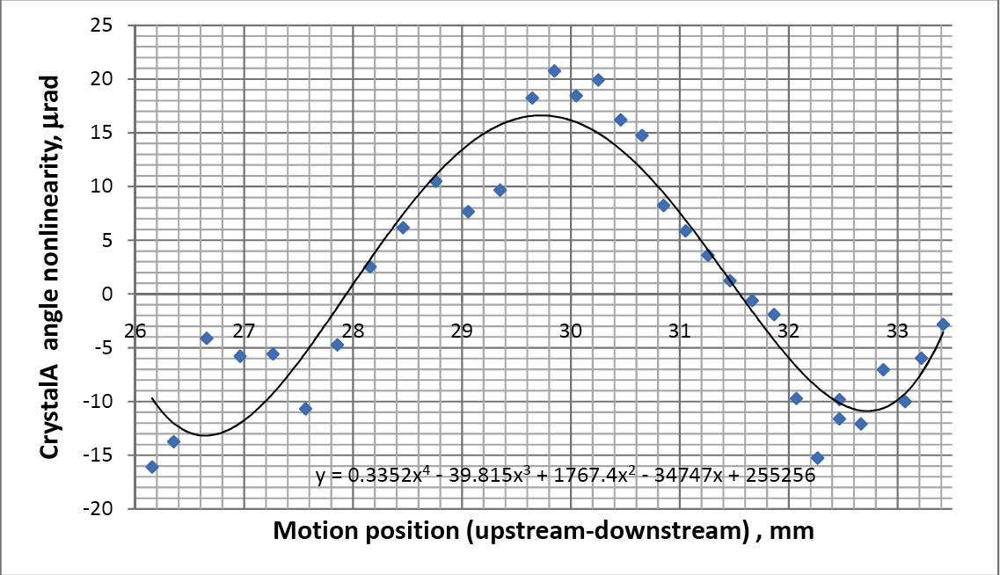 25
20
15
10
5
0
-5
-10
-15
-20
26 27 28 29 30 31 32 33
CrystalA angle nonlinearity, μrad
y = 0.3352x⁴ - 39.815x³ + 1767.4x² - 34747x + 255256
Motion position (upstream-downstream) , mm